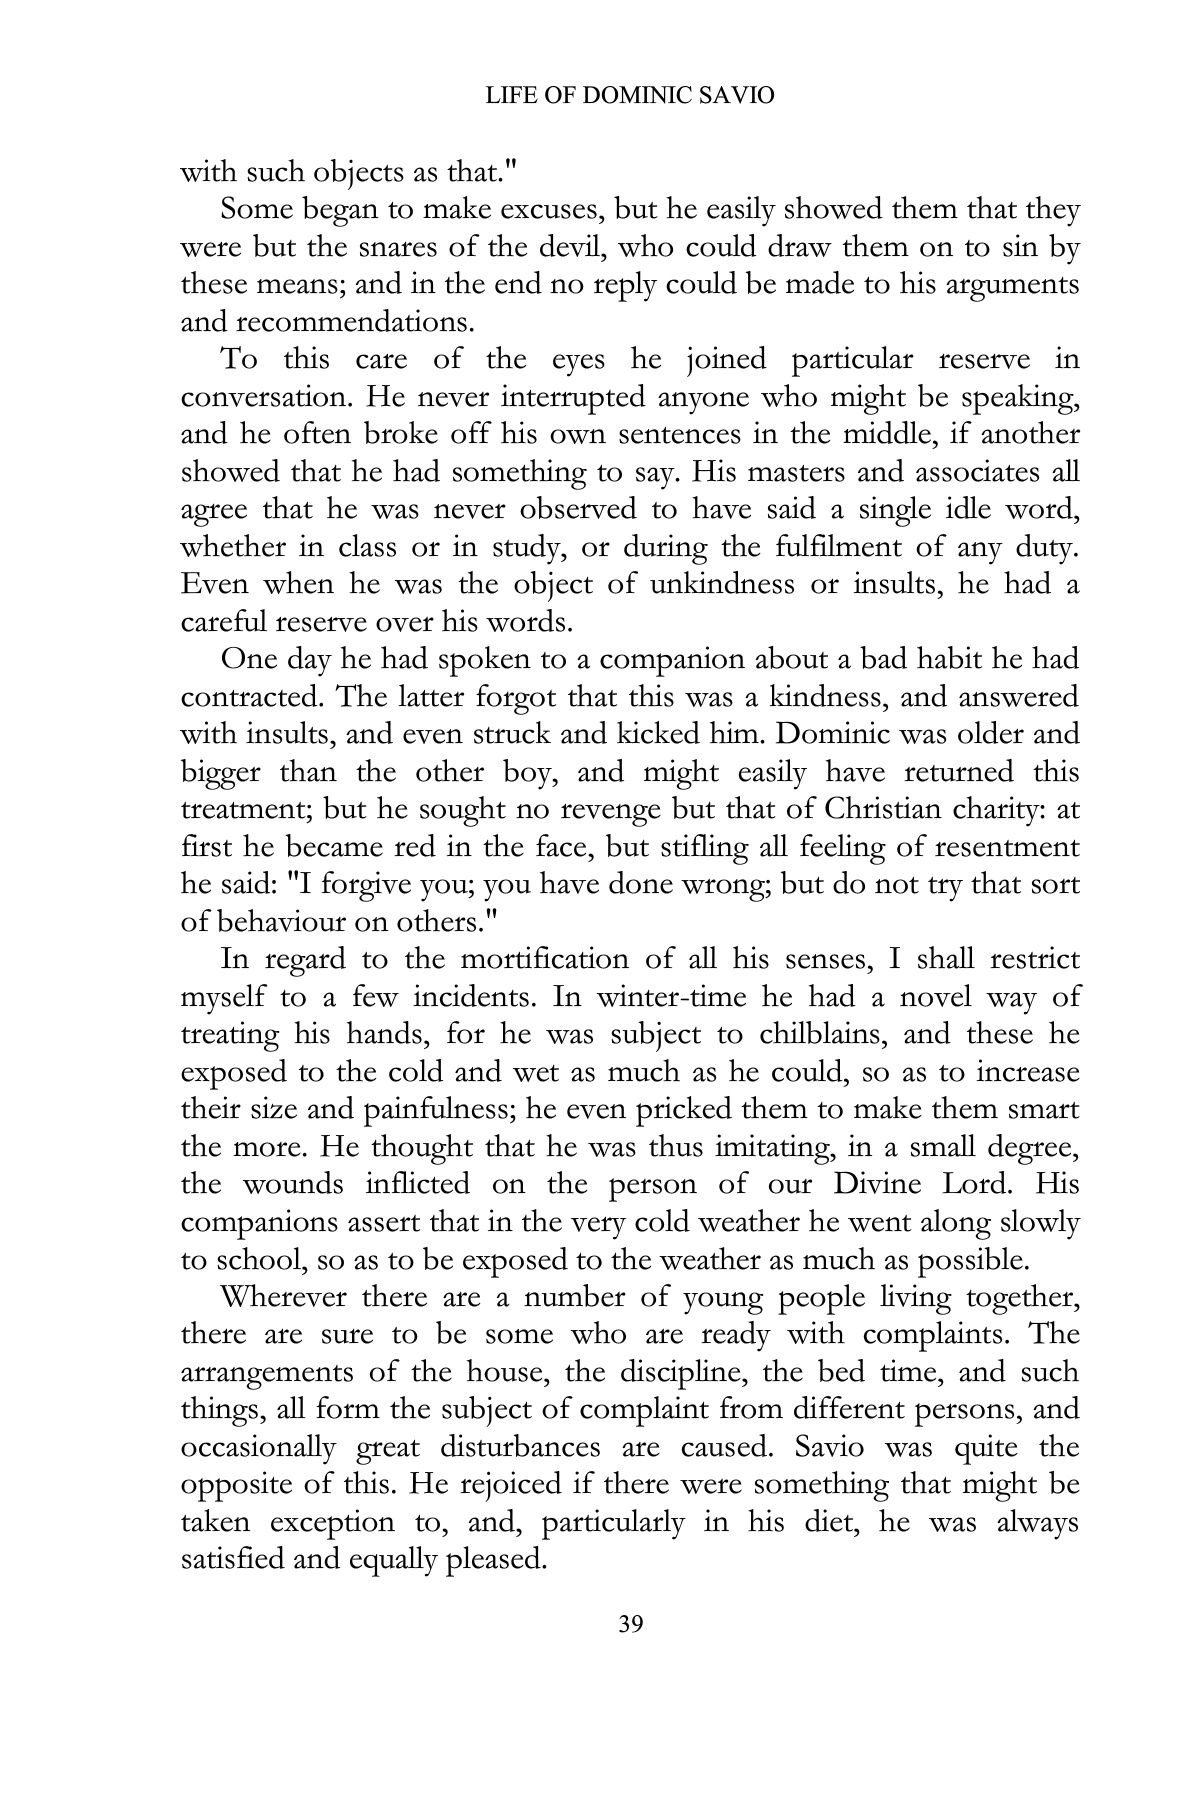 LIFE OF DOMINIC SAVIO
with such objects as that."
Some began to make excuses, but he easily showed them that they
were but the snares of the devil, who could draw them on to sin by
these means; and in the end no reply could be made to his arguments
and recommendations.
To this care of the eyes he joined particular reserve in
conversation. He never interrupted anyone who might be speaking,
and he often broke off his own sentences in the middle, if another
showed that he had something to say. His masters and associates all
agree that he was never observed to have said a single idle word,
whether in class or in study, or during the fulfilment of any duty.
Even when he was the object of unkindness or insults, he had a
careful reserve over his words.
One day he had spoken to a companion about a bad habit he had
contracted. The latter forgot that this was a kindness, and answered
with insults, and even struck and kicked him. Dominic was older and
bigger than the other boy, and might easily have returned this
treatment; but he sought no revenge but that of Christian charity: at
first he became red in the face, but stifling all feeling of resentment
he said: "I forgive you; you have done wrong; but do not try that sort
of behaviour on others."
In regard to the mortification of all his senses, I shall restrict
myself to a few incidents. In winter-time he had a novel way of
treating his hands, for he was subject to chilblains, and these he
exposed to the cold and wet as much as he could, so as to increase
their size and painfulness; he even pricked them to make them smart
the more. He thought that he was thus imitating, in a small degree,
the wounds inflicted on the person of our Divine Lord. His
companions assert that in the very cold weather he went along slowly
to school, so as to be exposed to the weather as much as possible.
Wherever there are a number of young people living together,
there are sure to be some who are ready with complaints. The
arrangements of the house, the discipline, the bed time, and such
things, all form the subject of complaint from different persons, and
occasionally great disturbances are caused. Savio was quite the
opposite of this. He rejoiced if there were something that might be
taken exception to, and, particularly in his diet, he was always
satisfied and equally pleased.
39